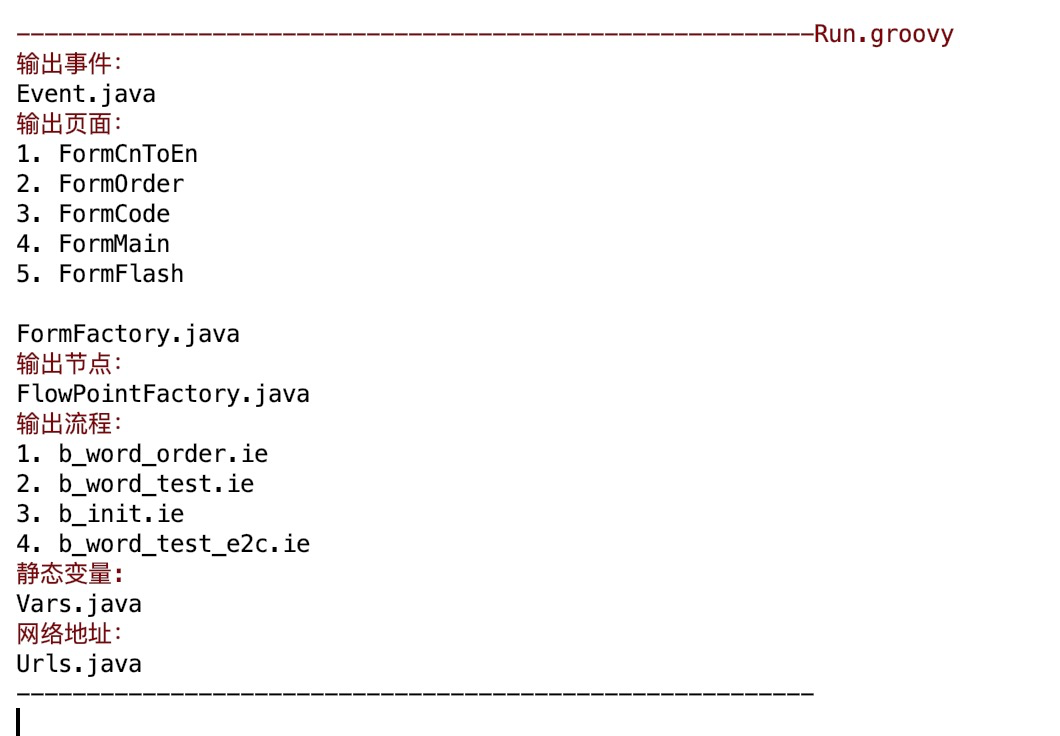 ---------------------------------------------------------Run.groovy
输出事件：
Event.java
输出页面：
1. FormCnToEn
2. FormOrder
3. FormCode
4. FormMain
5. FormFlash
FormFactory.java
输出节点：
FlowPointFactory.java
输出流程：
1. b_word_order.ie
2. b_word_test.ie
3. b_init.ie
4. b_word_test_e2c.ie
静态变量:
Vars.java
网络地址：
Urls.java
---------------------------------------------------------